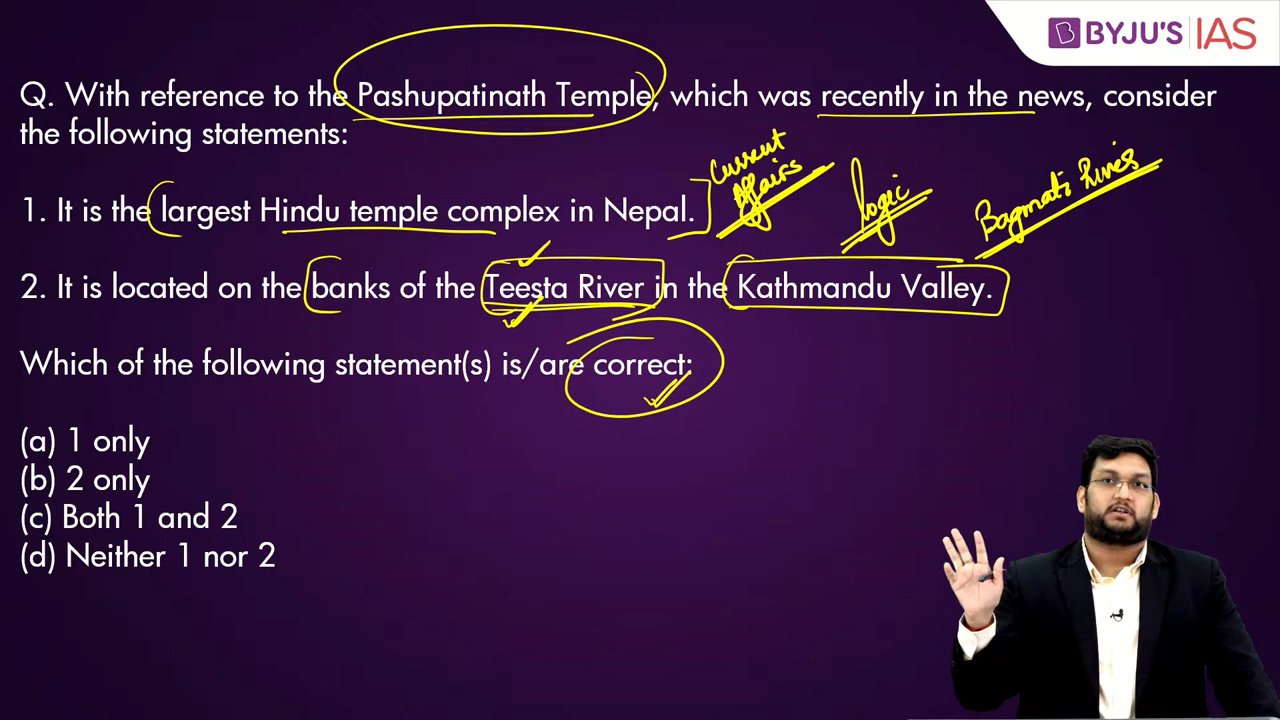 BYJU'S IAS
Q. With reference to the Pashupatinath Temple, which was recently in the news, consider
the following statements:
1. It is the largest Hindu temple complex in Nepal.
Current
Affairs
logic
Bagmati River
2. It is located on the banks of the Teesta River in the Kathmandu Valley.
Which of the following statement(s) is/are correct:
(a) 1 only
(b) 2 only
(c) Both 1 and 2
(d) Neither 1 nor 2